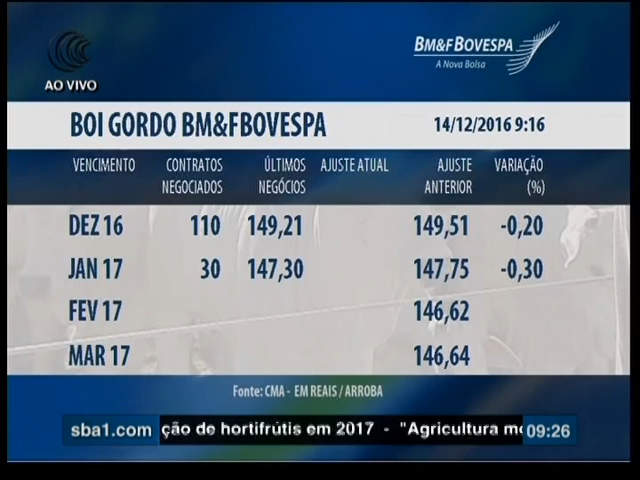 AO VIVO
BM&FBOVESPA
A Nova Bolsa
BOI GORDO BM&FBOVESPA 14/12/2016 9:16
VENCIMENTO CONTRATOS NEGOCIADOS ÚLTIMOS NEGÓCIOS AJUSTE ATUAL AJUSTE ANTERIOR VARIAÇÃO (%)
DEZ 16 110 149,21 149,51 -0,20
JAN 17 30 147,30 147,75 -0,30
FEV 17 146,62
MAR 17 146,64
Fonte: CMA - EM REAIS / ARROBA
sba1.com ção de hortifrútis em 2017 - "Agricultura mo 09:26